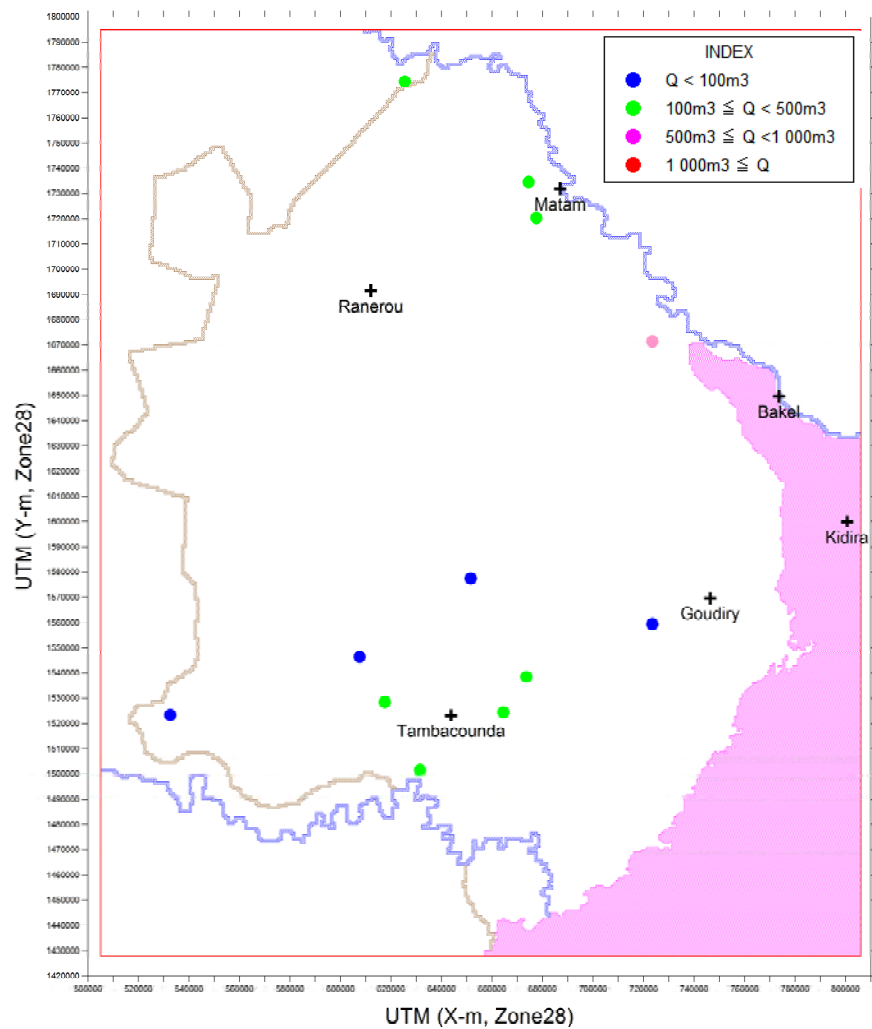 1800000
1790000
1780000
1770000
1760000
1750000
1740000
1730000
1720000
1710000
1700000
1690000
1680000
1670000
1660000
1650000
1640000
1630000
1620000
1610000
1600000
1590000
1580000
1570000
1560000
1550000
1540000
1530000
1520000
1510000
1500000
1490000
1480000
1470000
1460000
1450000
1440000
1430000
1420000
UTM (Y-m, Zone28)
INDEX
Q < 100m3
100m3 ≦ Q < 500m3
500m3 ≦ Q <1 000m3
1 000m3 ≦ Q
Matam
Ranerou
Bakel
Kidira
Goudiry
Tambacounda
500000 520000 540000 560000 580000 600000 620000 640000 660000 680000 700000 720000 740000 760000 780000 800000
UTM (X-m, Zone28)